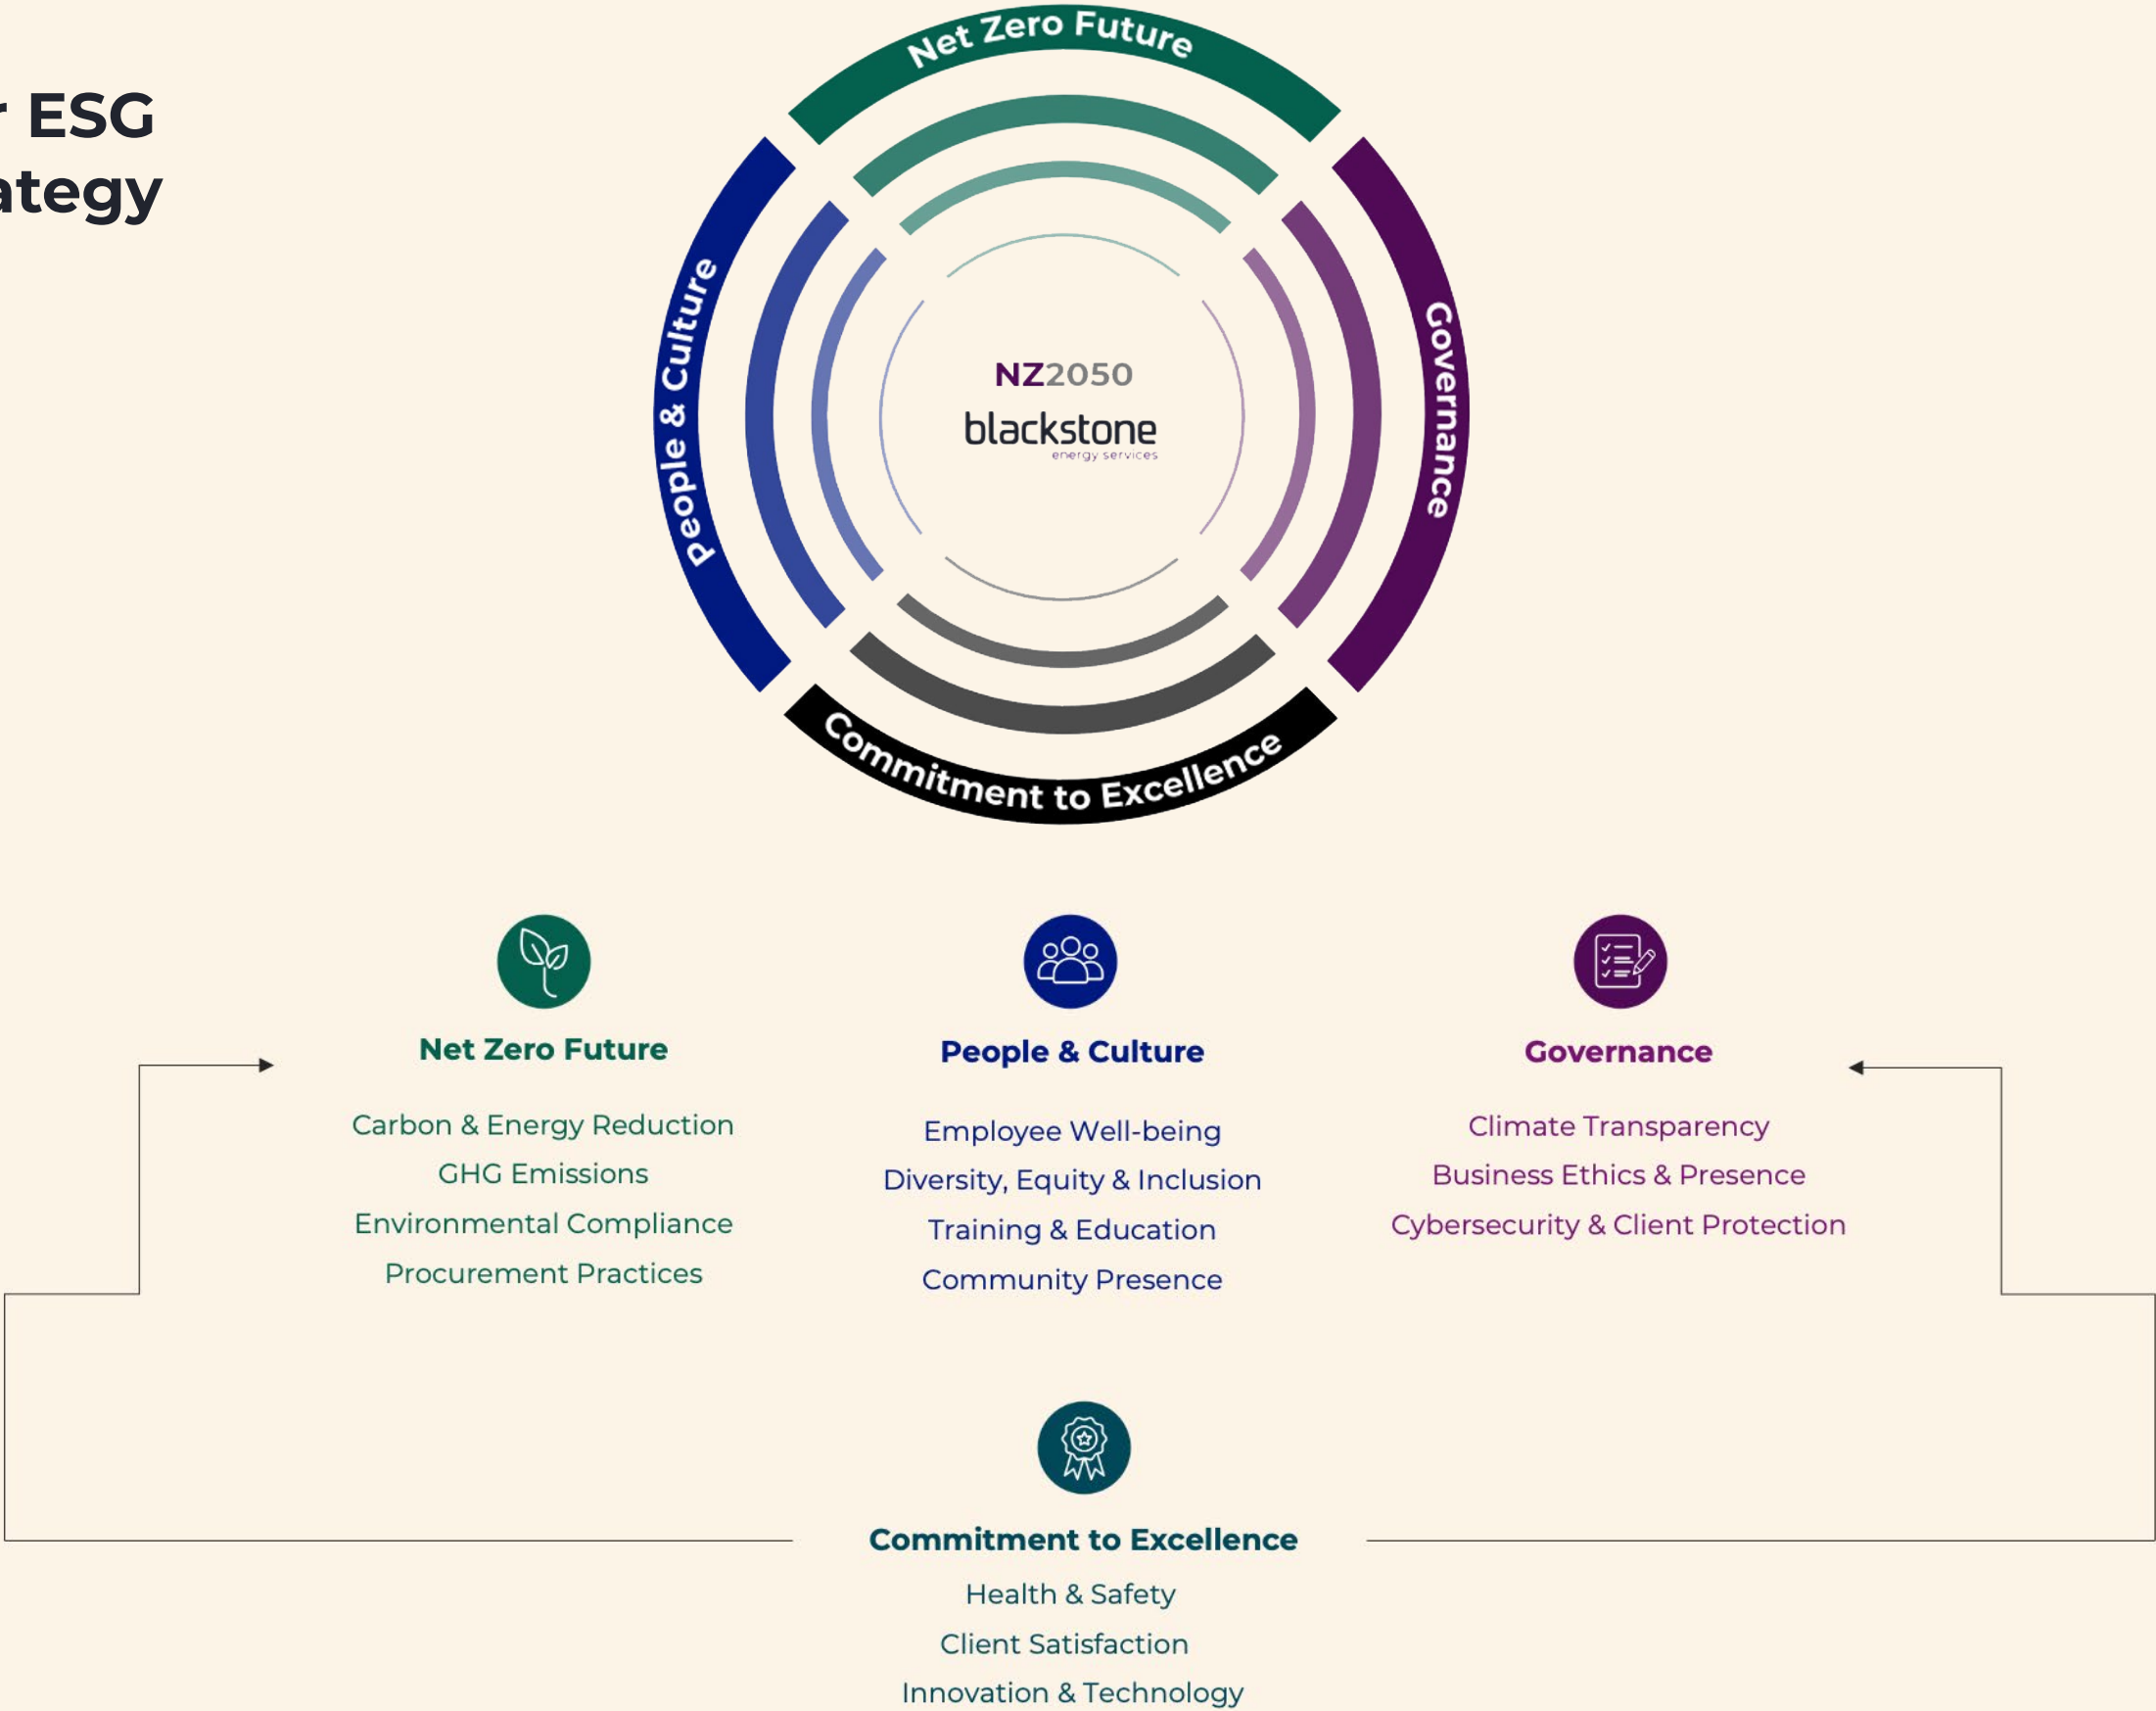 r ESG
ategy
Net Zero Future
People & Culture
Governance
NZ2050
blackstone
energy services
Commitment to Excellence
Net Zero Future
Carbon & Energy Reduction
GHG Emissions
Environmental Compliance
Procurement Practices
People & Culture
Employee Well-being
Diversity, Equity & Inclusion
Training & Education
Community Presence
Governance
Climate Transparency
Business Ethics & Presence
Cybersecurity & Client Protection
Commitment to Excellence
Health & Safety
Client Satisfaction
Innovation & Technology